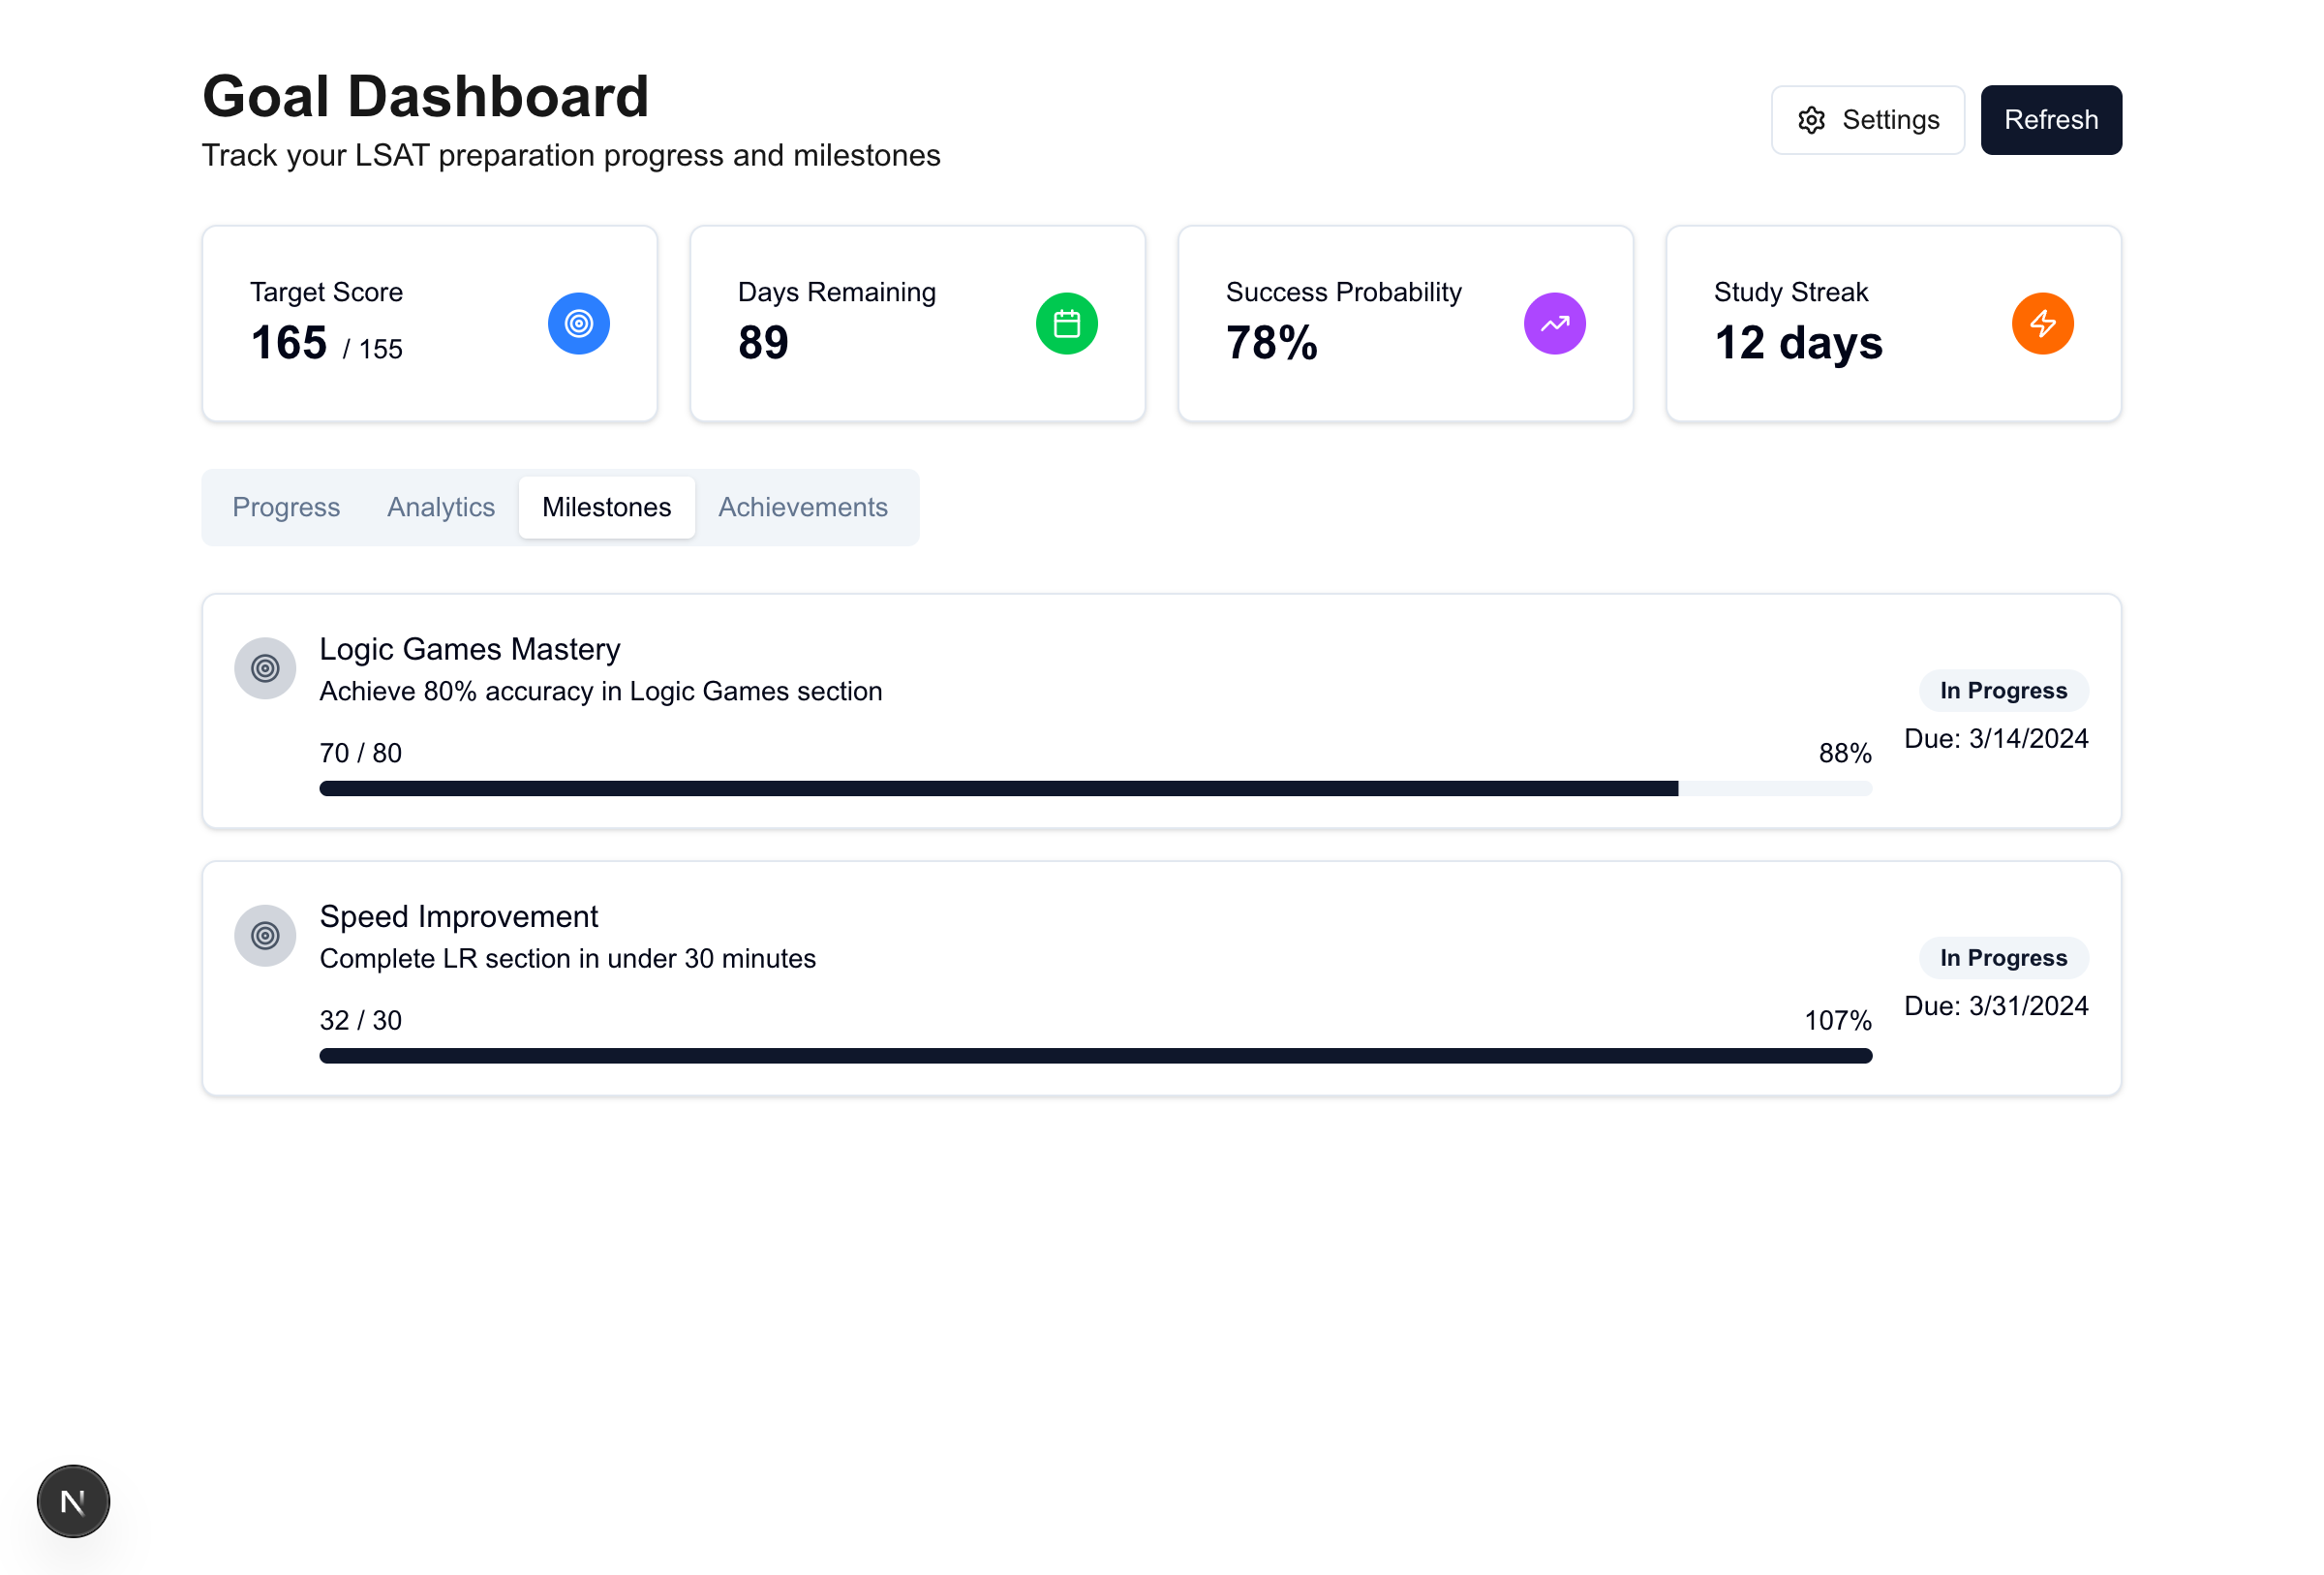 Goal Dashboard
Track your LSAT preparation progress and milestones
Settings
Refresh
Target Score
165 / 155
Days Remaining
89
Success Probability
78%
Study Streak
12 days
Progress
Analytics
Milestones
Achievements
Logic Games Mastery
Achieve 80% accuracy in Logic Games section
70 / 80
88%
In Progress
Due: 3/14/2024
Speed Improvement
Complete LR section in under 30 minutes
32 / 30
107%
In Progress
Due: 3/31/2024
N